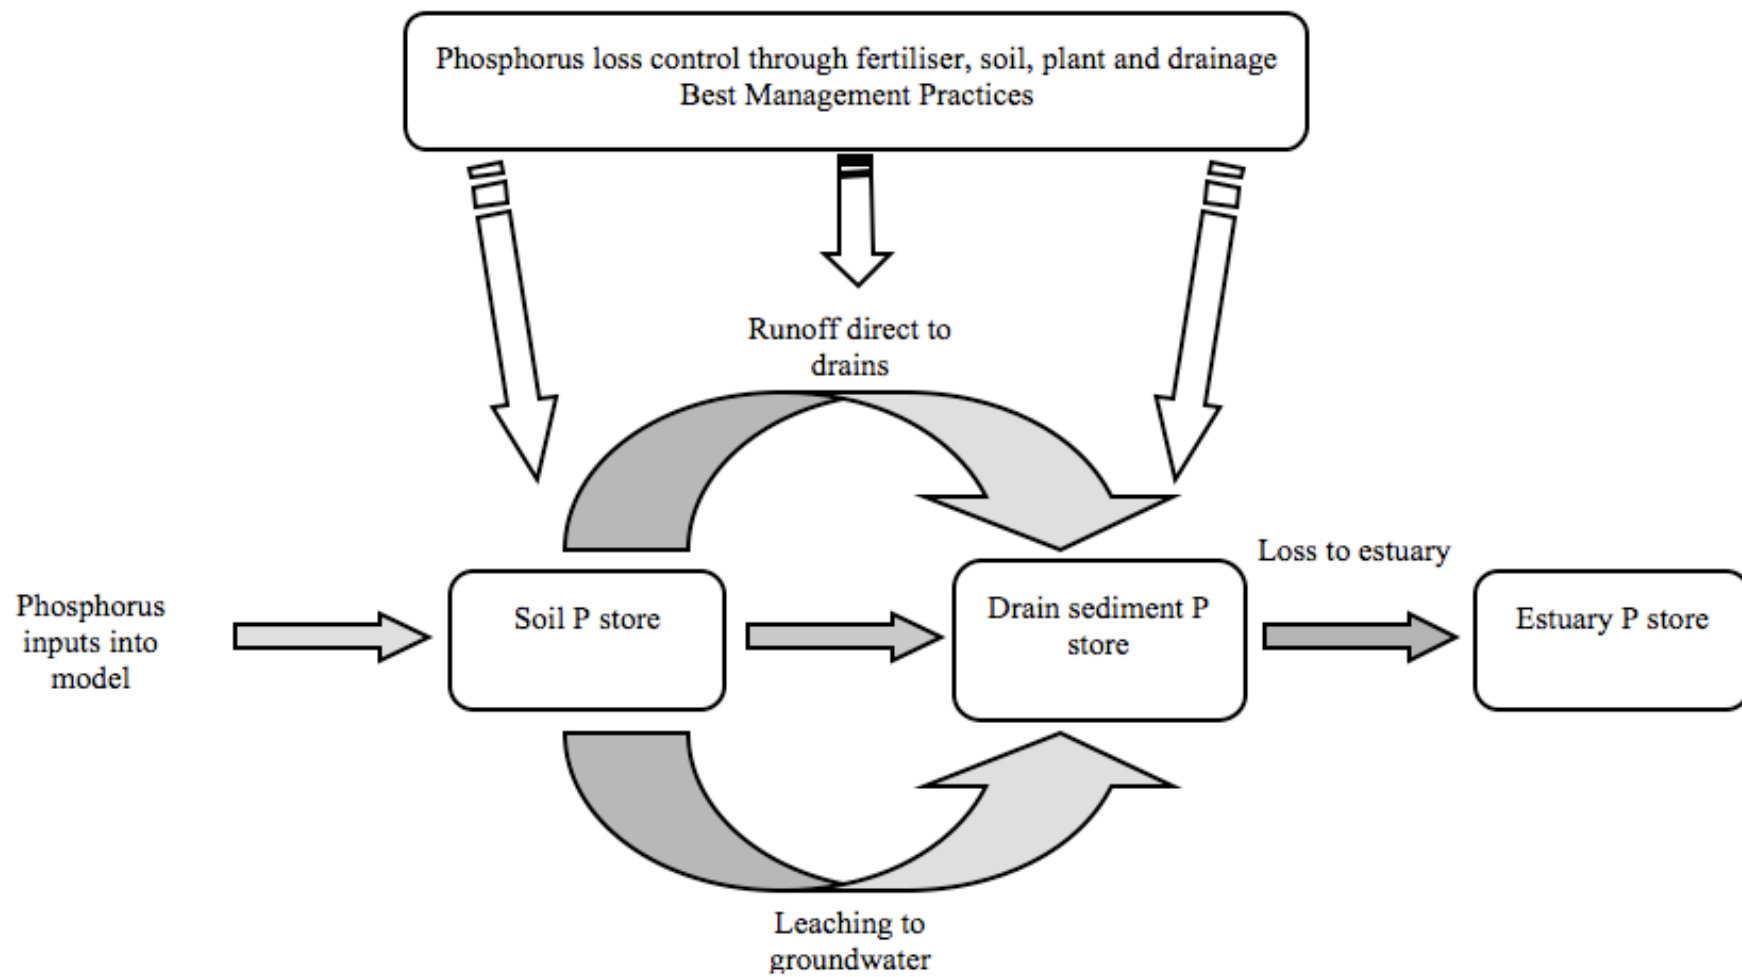 Phosphorus loss control through fertiliser, soil, plant and drainage
Best Management Practices
Runoff direct to
drains
Loss to estuary
Phosphorus
inputs into
model
Soil P store
Drain sediment P
store
Estuary P store
Leaching to
groundwater